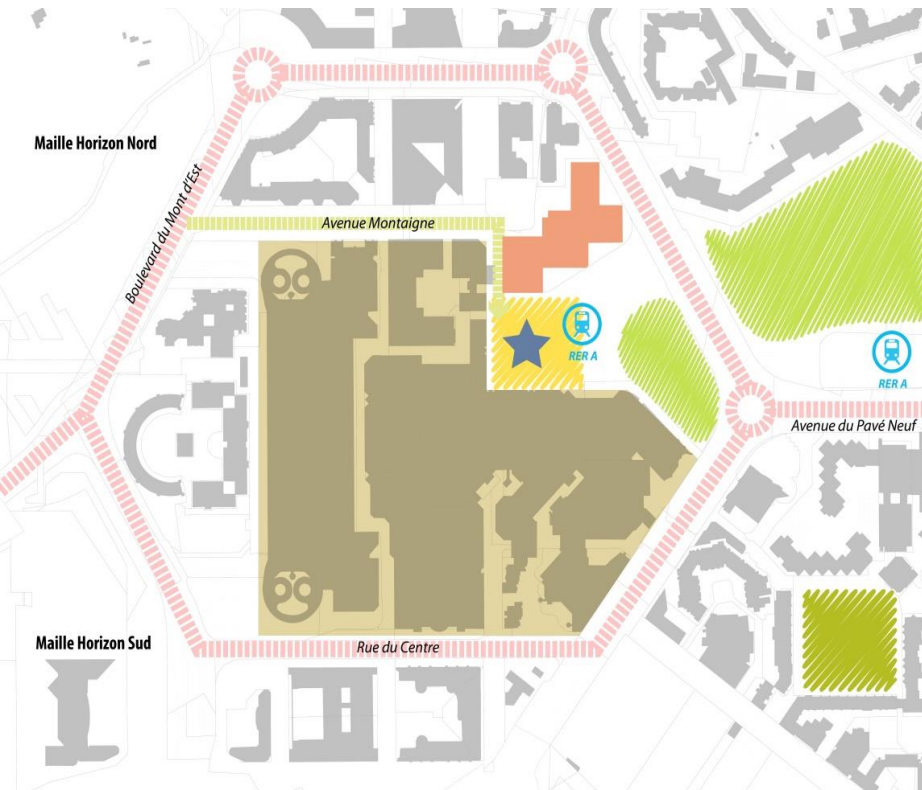 Maille Horizon Nord
Boulevard du Mont d'Est
Avenue Montaigne
RER A
RER A
Avenue du Pavé Neuf
Maille Horizon Sud
Rue du Centre